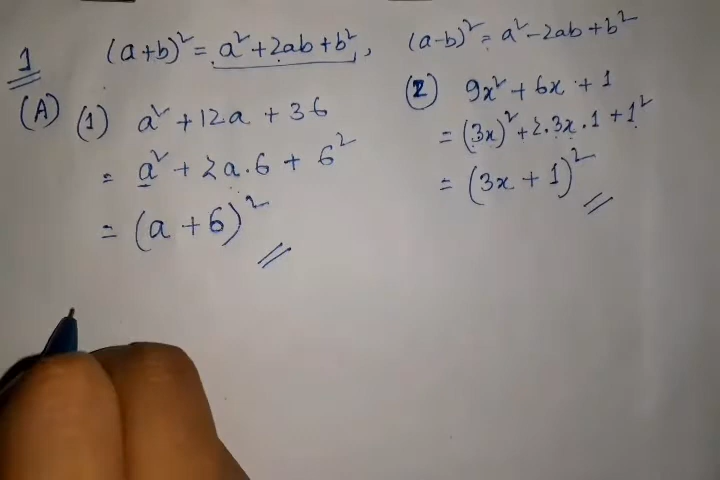 1
(a+b)² = a²+2ab+b², (a-b)² = a²-2ab+b²
(A) (1) a² + 12a + 36
= a² + 2a.6 + 6²
= (a + 6)²
(2) 9x² + 6x + 1
= (3x)² + 2.3x.1 + 1²
= (3x + 1)²